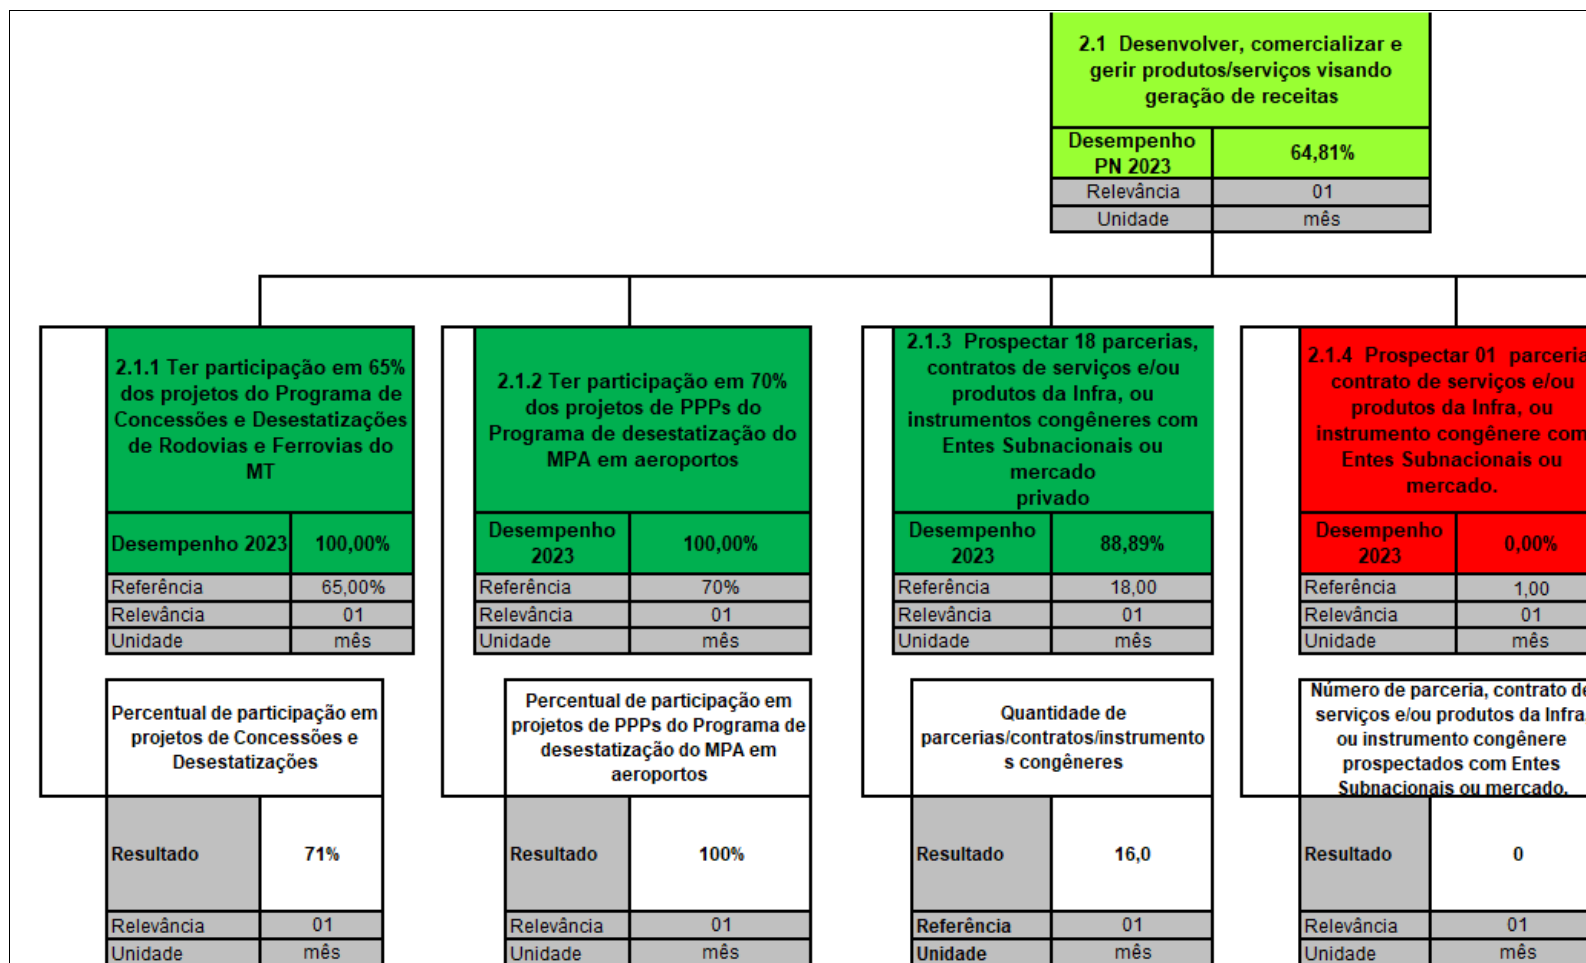 2.1 Desenvolver, comercializar e
gerir produtos/serviços visando
geração de receitas
Desempenho
PN 2023
64,81%
Relevância
01
Unidade
mês
2.1.1 Ter participação em 65%
dos projetos do Programa de
Concessões e Desestatizações
de Rodovias e Ferrovias do
MT
Desempenho 2023
100,00%
Referência
65,00%
Relevância
01
Unidade
mês
Percentual de participação em
projetos de Concessões e
Desestatizações
Resultado
71%
Relevância
01
Unidade
mês
2.1.2 Ter participação em 70%
dos projetos de PPPs do
Programa de desestatização do
MPA em aeroportos
Desempenho
2023
100,00%
Referência
70%
Relevância
01
Unidade
mês
Percentual de participação em
projetos de PPPs do Programa de
desestatização do MPA em
aeroportos
Resultado
100%
Relevância
01
Unidade
mês
2.1.3 Prospectar 18 parcerias,
contratos de serviços e/ou
produtos da Infra, ou
instrumentos congêneres com
Entes Subnacionais ou
mercado
privado
Desempenho
2023
88,89%
Referência
18,00
Relevância
01
Unidade
mês
Quantidade de
parcerias/contratos/instrumento
s congêneres
Resultado
16,0
Referência
01
Unidade
mês
2.1.4 Prospectar 01 parceria
contrato de serviços e/ou
produtos da Infra, ou
instrumento congênere com
Entes Subnacionais ou
mercado.
Desempenho
2023
0,00%
Referência
1,00
Relevância
01
Unidade
mês
Número de parceria, contrato de
serviços e/ou produtos da Infra,
ou instrumento congênere
prospectados com Entes
Subnacionais ou mercado.
Resultado
0
Relevância
01
Unidade
mês